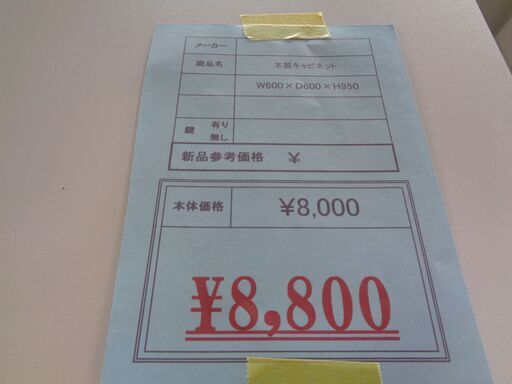 メーカー
商品名 木製キャビネット
W600×D600×H950
鍵 有り
無し
新品参考価格 ¥
本体価格 ¥8,000
¥8,800